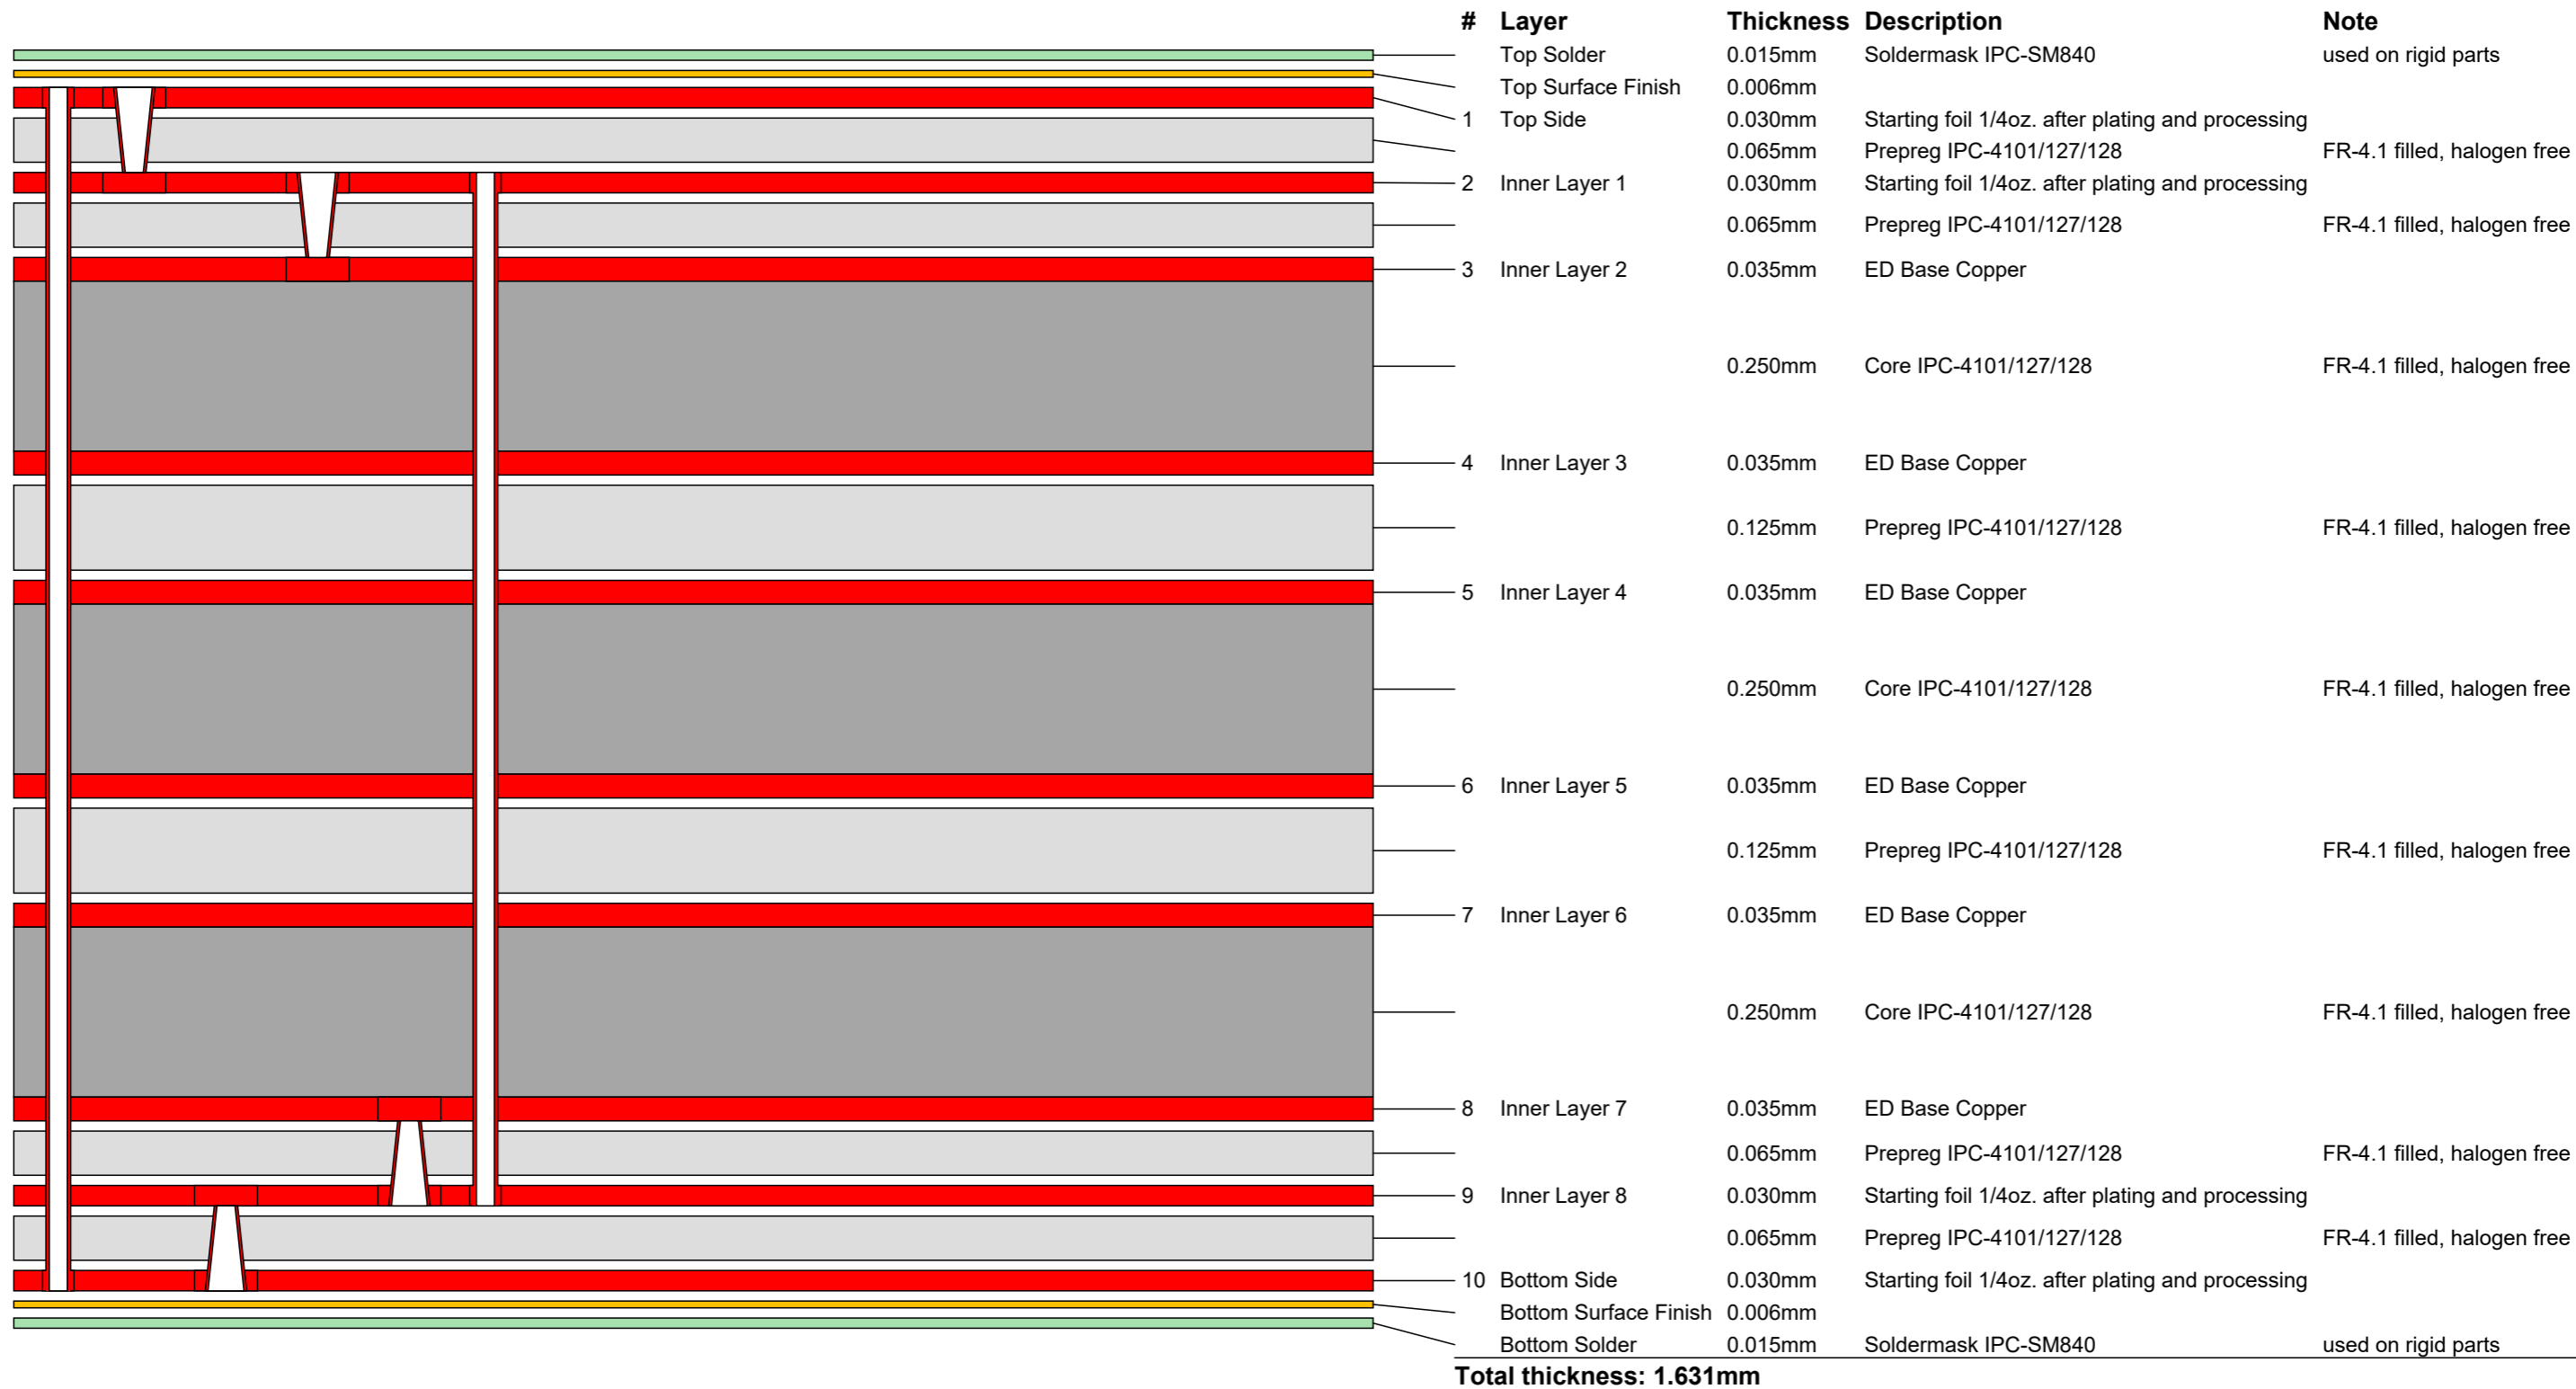 # Layer Thickness Description Note
Top Solder 0.015mm Soldermask IPC-SM840 used on rigid parts
Top Surface Finish 0.006mm
1 Top Side 0.030mm Starting foil 1/4oz. after plating and processing
0.065mm Prepreg IPC-4101/127/128 FR-4.1 filled, halogen free
2 Inner Layer 1 0.030mm Starting foil 1/4oz. after plating and processing
0.065mm Prepreg IPC-4101/127/128 FR-4.1 filled, halogen free
3 Inner Layer 2 0.035mm ED Base Copper
0.250mm Core IPC-4101/127/128 FR-4.1 filled, halogen free
4 Inner Layer 3 0.035mm ED Base Copper
0.125mm Prepreg IPC-4101/127/128 FR-4.1 filled, halogen free
5 Inner Layer 4 0.035mm ED Base Copper
0.250mm Core IPC-4101/127/128 FR-4.1 filled, halogen free
6 Inner Layer 5 0.035mm ED Base Copper
0.125mm Prepreg IPC-4101/127/128 FR-4.1 filled, halogen free
7 Inner Layer 6 0.035mm ED Base Copper
0.250mm Core IPC-4101/127/128 FR-4.1 filled, halogen free
8 Inner Layer 7 0.035mm ED Base Copper
0.065mm Prepreg IPC-4101/127/128 FR-4.1 filled, halogen free
9 Inner Layer 8 0.030mm Starting foil 1/4oz. after plating and processing
0.065mm Prepreg IPC-4101/127/128 FR-4.1 filled, halogen free
10 Bottom Side 0.030mm Starting foil 1/4oz. after plating and processing
Bottom Surface Finish 0.006mm
Bottom Solder 0.015mm Soldermask IPC-SM840 used on rigid parts
Total thickness: 1.631mm